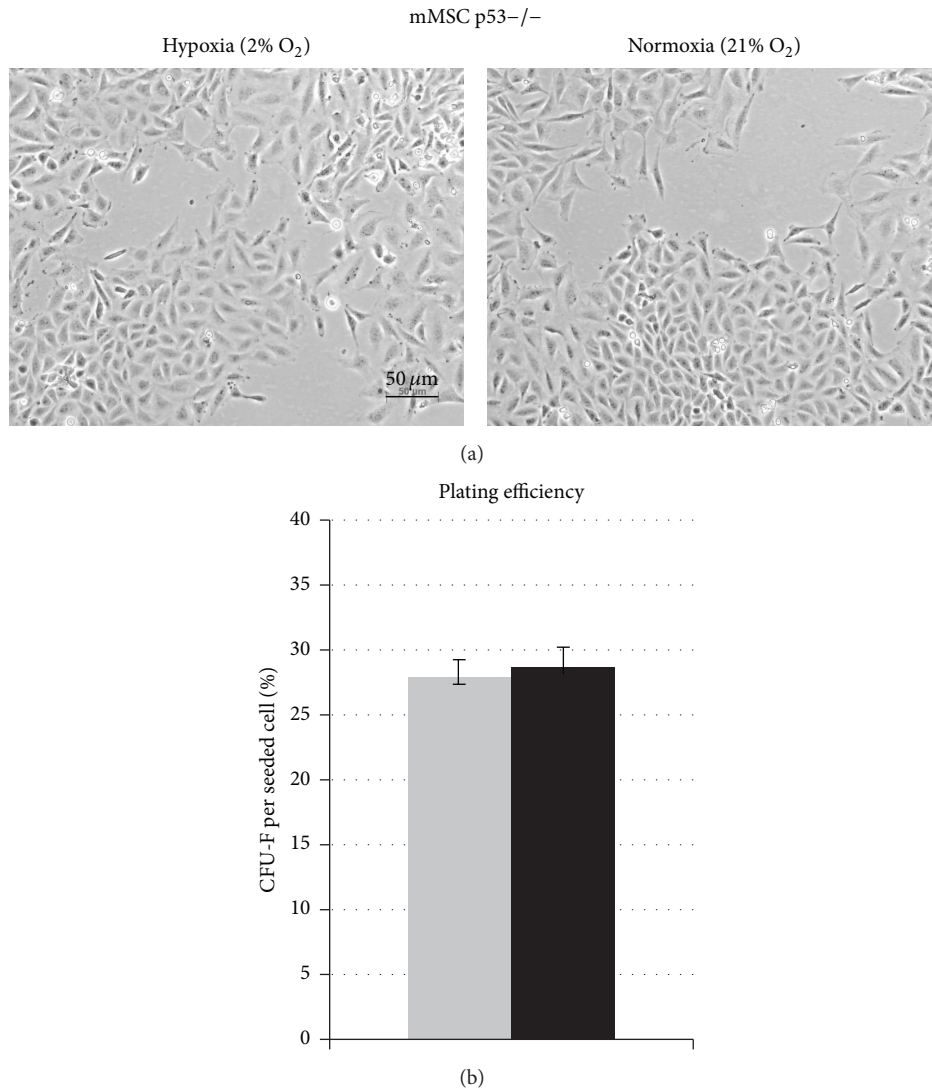 mMSC p53−/−
Hypoxia (2% O₂)
Normoxia (21% O₂)
50 μm
50 μm
(a)
Plating efficiency
CFU-F per seeded cell (%)
40
35
30
25
20
15
10
5
0
(b)